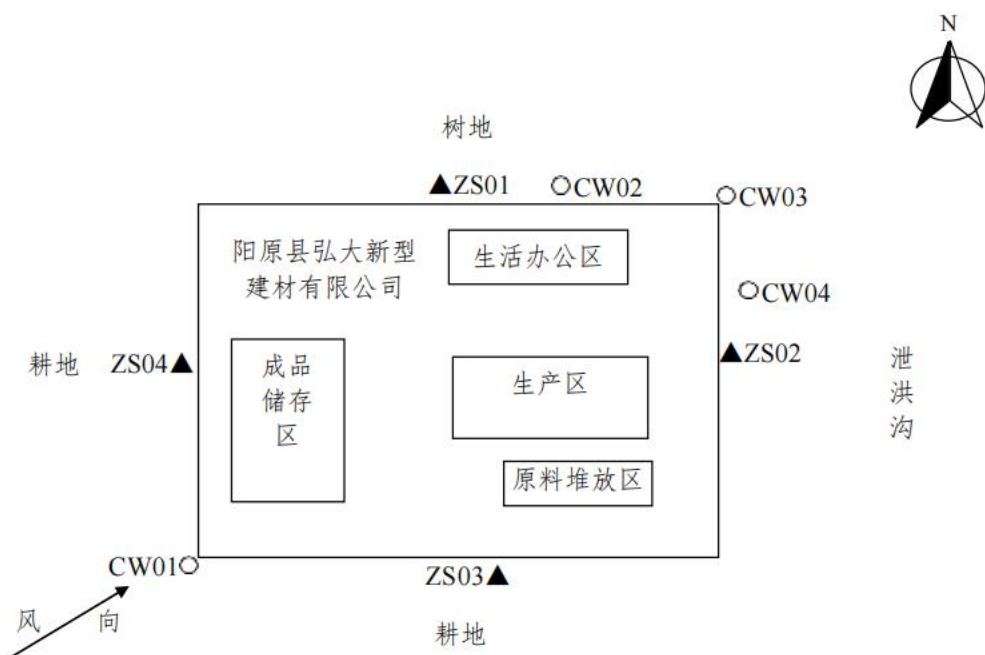 N
树地
▲ZS01
○CW02
○CW03
阳原县弘大新型
建材有限公司
生活办公区
○CW04
耕地
ZS04▲
成品
储存
区
生产区
▲ZS02
泄
洪
沟
原料堆放区
CW01○
ZS03▲
风向
耕地